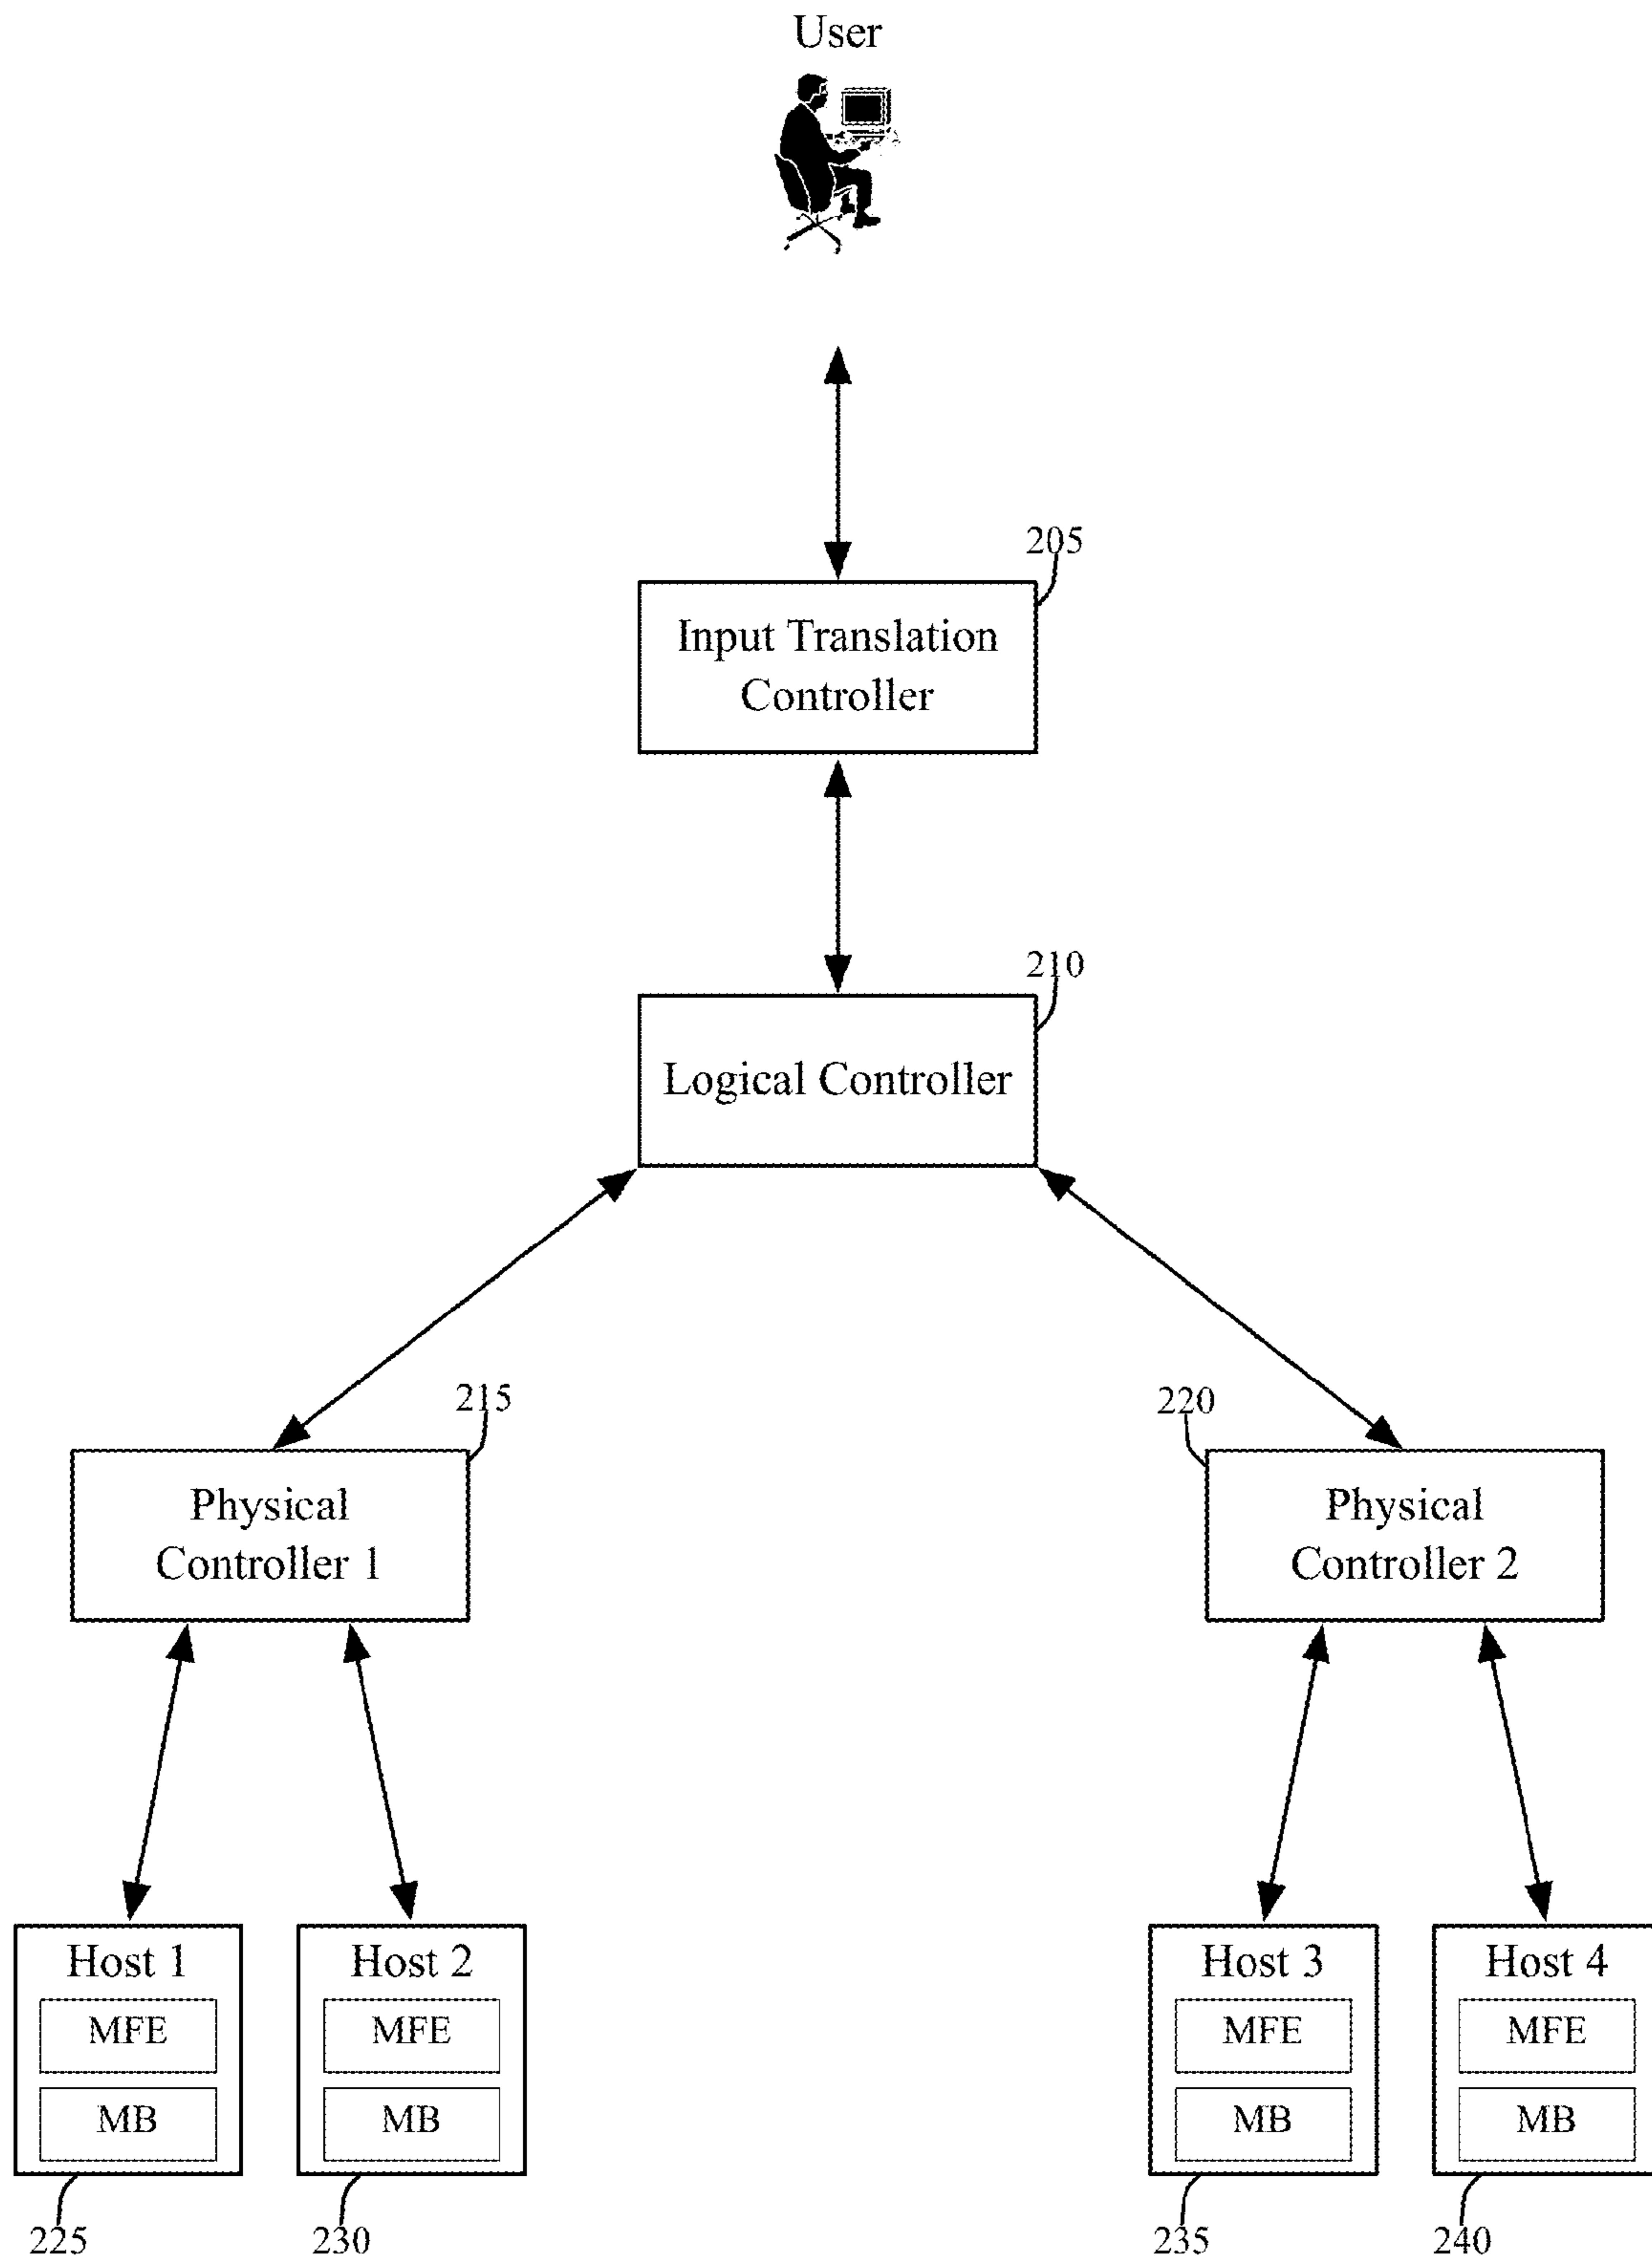 User
205
Input Translation
Controller
210
Logical Controller
215
220
Physical
Controller 1
Physical
Controller 2
Host 1
MFE
MB
Host 2
MFE
MB
Host 3
MFE
MB
Host 4
MFE
MB
225
230
235
240